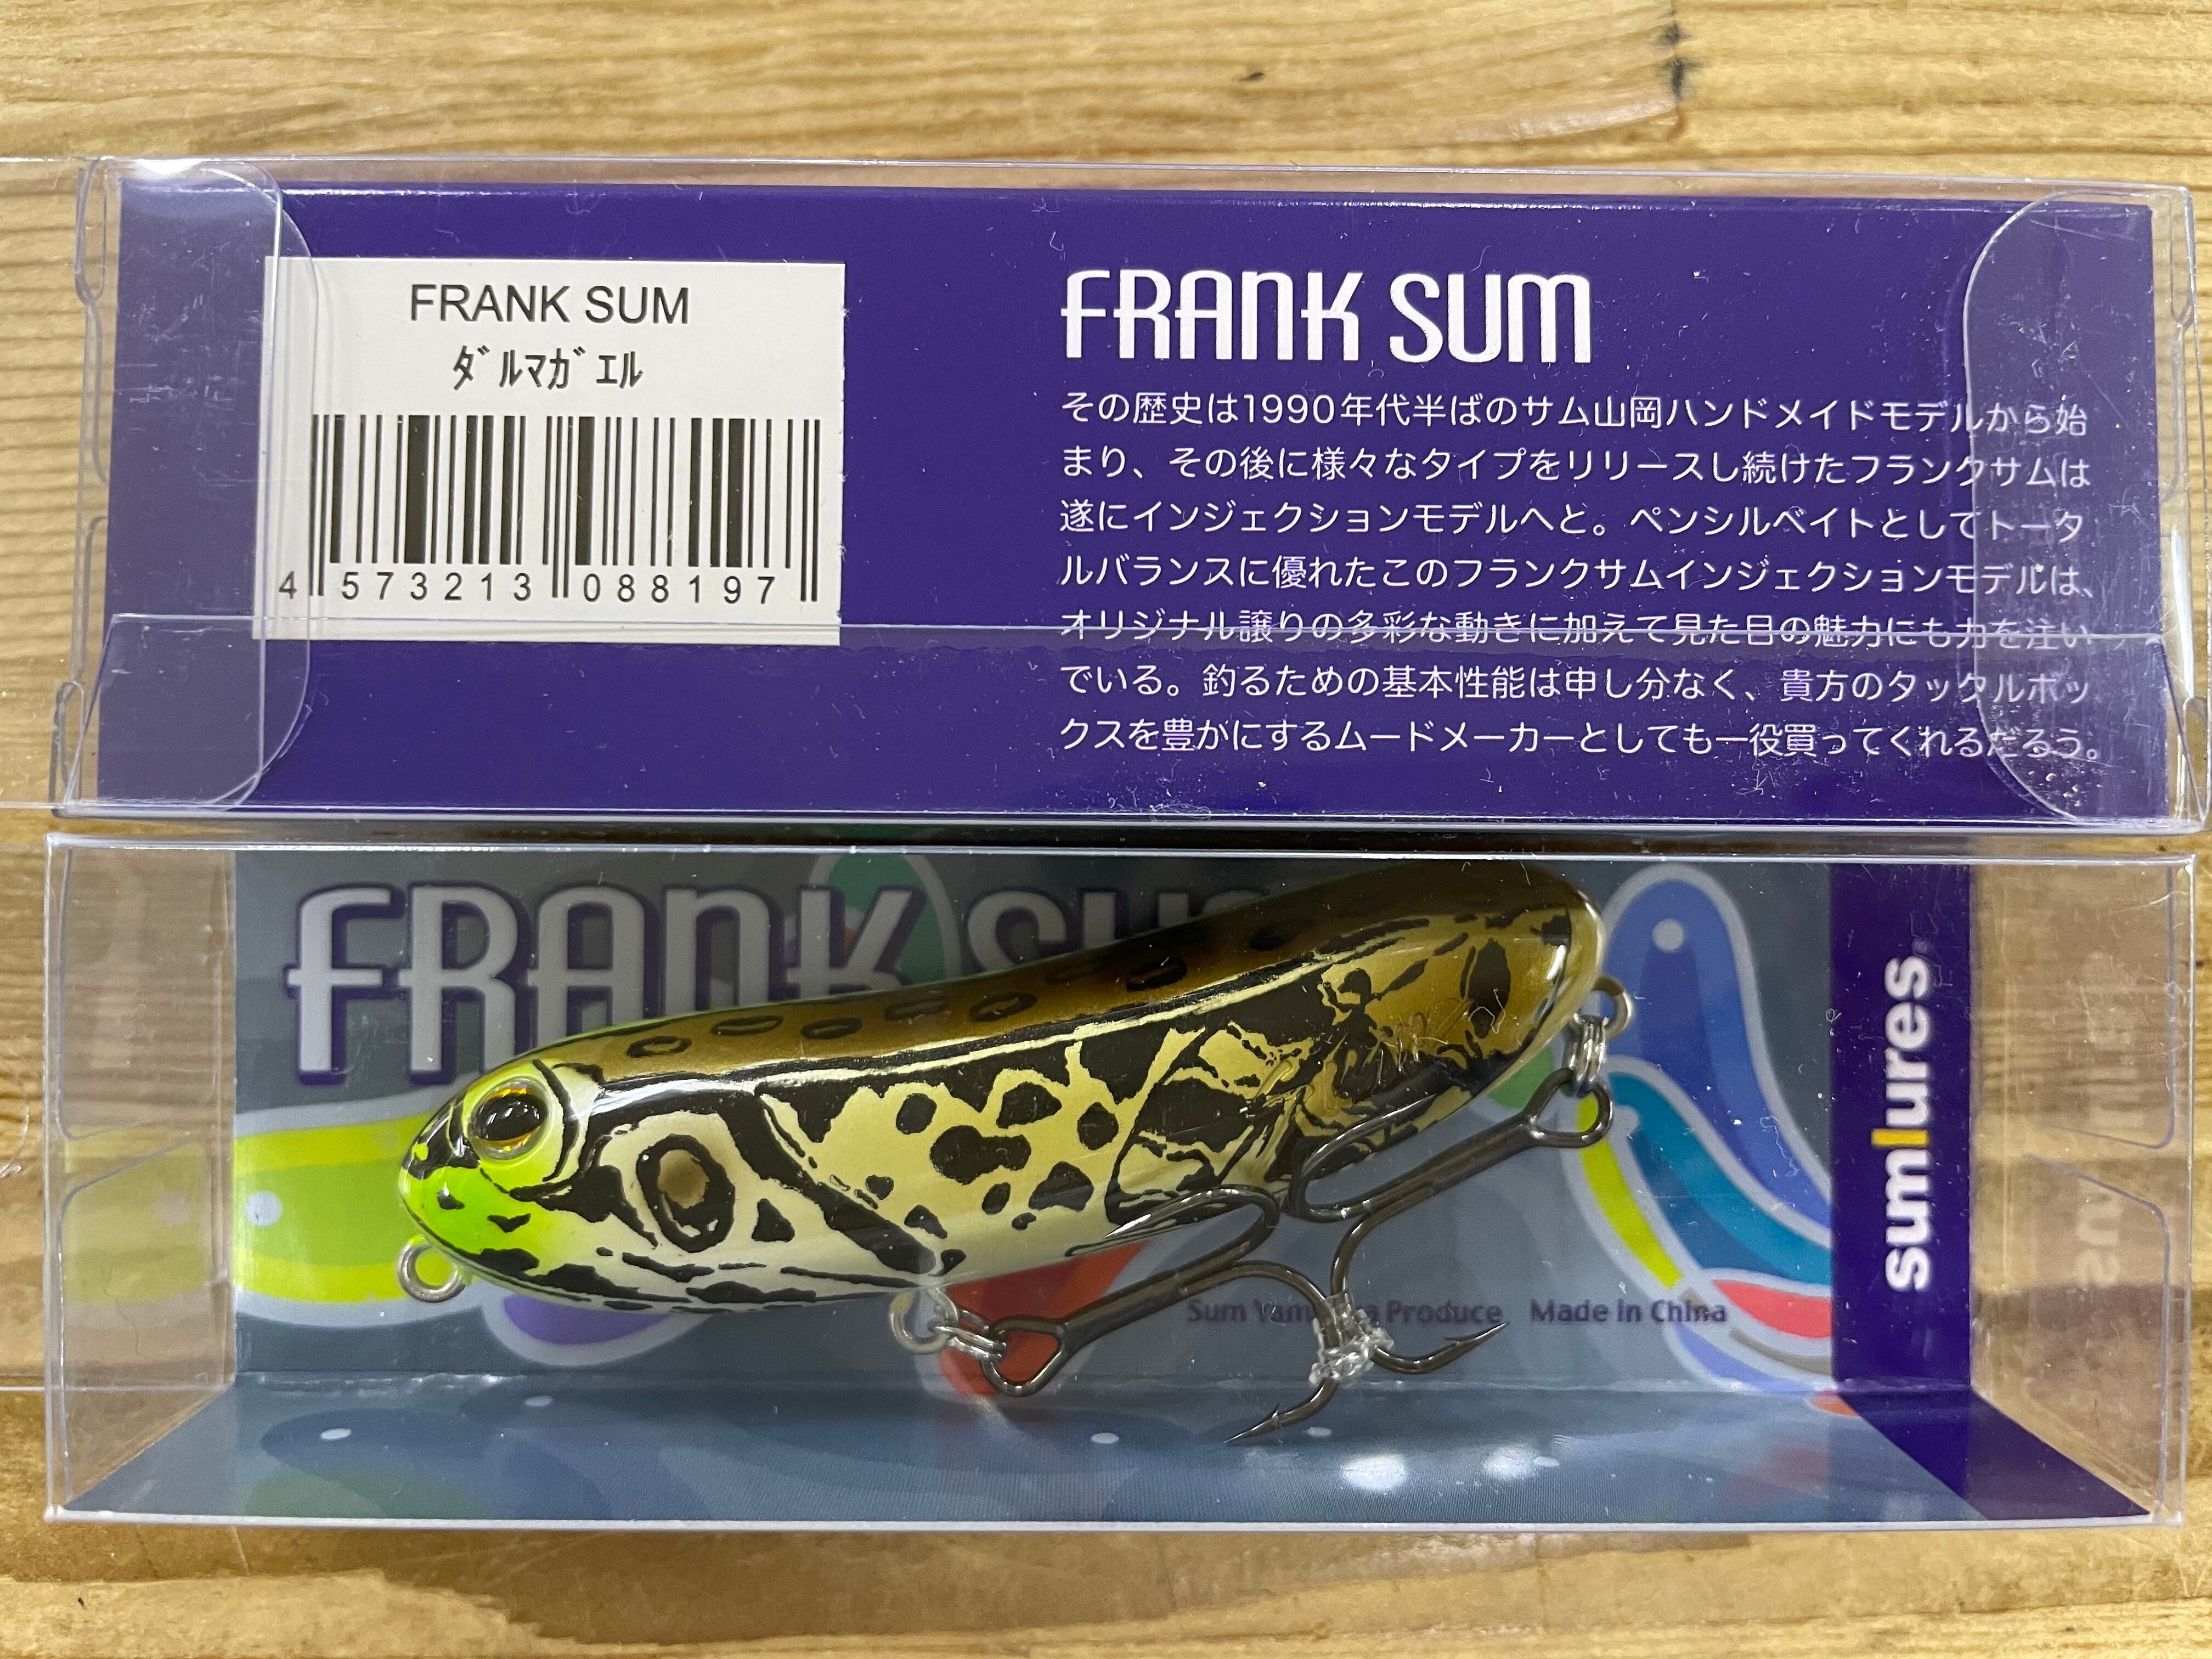 FRANK SUM
ﾀﾞﾙﾏｶﾞｴﾙ
4 573213 088197
FRANK SUM
その歴史は1990年代半ばのサム山岡ハンドメイドモデルから始
まり、その後に様々なタイプをリリースし続けたフランクサムは
遂にインジェクションモデルへと。ペンシルベイトとしてトータ
ルバランスに優れたこのフランクサムインジェクションモデルは、
オリジナル譲りの多彩な動きに加えて見た目の魅力にも力を注い
でいる。釣るための基本性能は申し分なく、貴方のタックルボッ
クスを豊かにするムードメーカーとしても一役買ってくれるだろう。
FRANK SUM
sumlures
Sum Produce Made in China